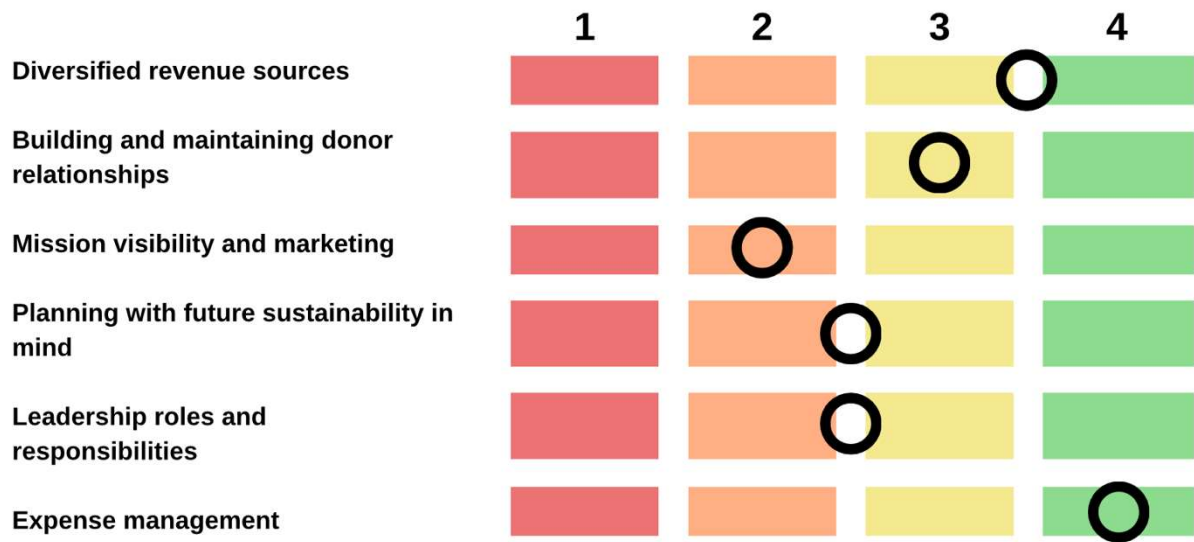 1 2 3 4
Diversified revenue sources
Building and maintaining donor
relationships
Mission visibility and marketing
Planning with future sustainability in
mind
Leadership roles and
responsibilities
Expense management